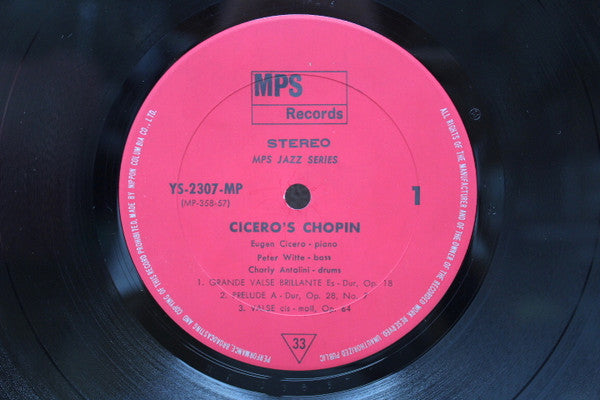 MPS
Records
STEREO
MPS JAZZ SERIES
YS-2307-MP
(MP-358-57)
1
CICERO'S CHOPIN
Eugen Cicero - piano
Peter Witte - bass
Charly Antolini - drums
1. GRANDE VALSE BRILLANTE Es - Dur, Op. 18
2. PRELUDE A - Dur, Op. 28, No. 7
3. VALSE cis - moll, Op. 64
33
ALL RIGHTS OF THE MANUFACTURER AND OF THE OWNER OF THE RECORDED WORK RESERVED. UNAUTHORIZED PUBLIC PERFORMANCE, BROADCASTING AND COPYING OF THIS RECORD PROHIBITED. MADE BY NIPPON COLUMBIA CO., LTD.